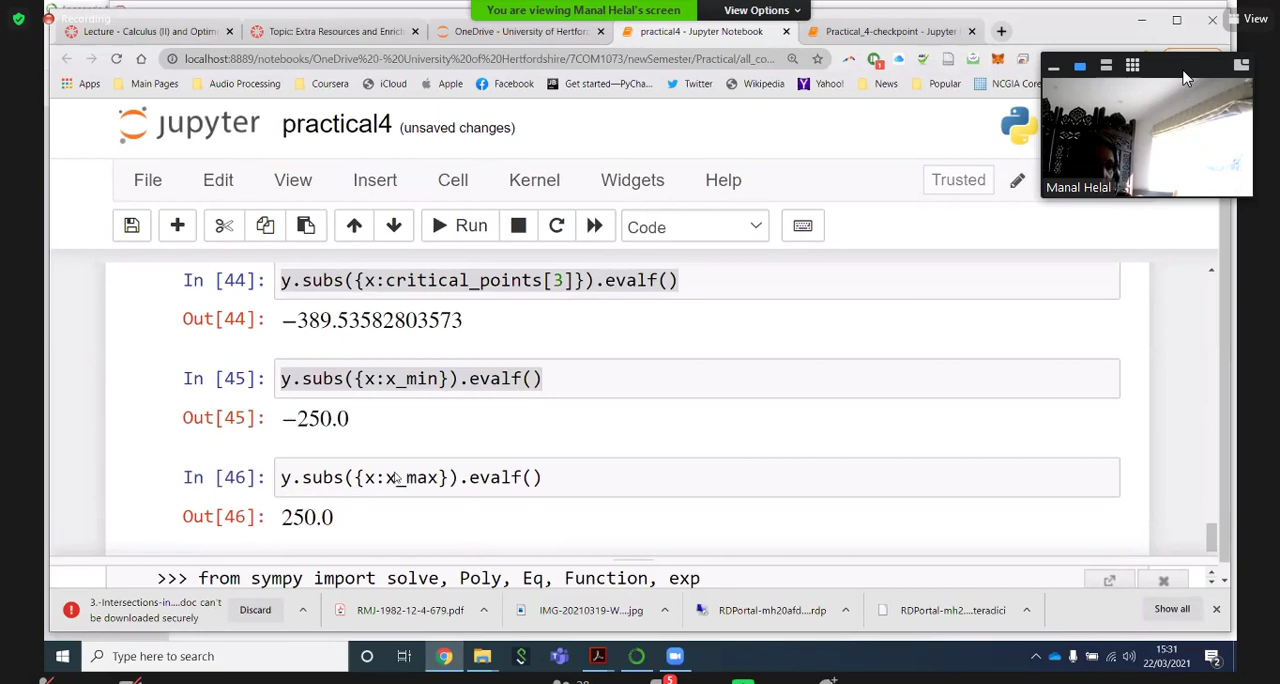 Recording
You are viewing Manal Helal's screen
View Options
View
Lecture - Calculus (II) and Optim
Topic: Extra Resources and Enrich
OneDrive - University of Hertfor
practical4 - Jupyter Notebook
Practical_4-checkpoint - Jupyter
localhost:8889/notebooks/OneDrive%20-%20University%20of%20Hertfordshire/7COM1073/newSemester/Practical/all_co...
Apps
Main Pages
Audio Processing
Coursera
iCloud
Apple
Facebook
Get started—PyCha...
Twitter
Wikipedia
Yahoo!
News
Popular
NCGIA Core
jupyter
practical4 (unsaved changes)
Manal Helal
File
Edit
View
Insert
Cell
Kernel
Widgets
Help
Trusted
Run
Code
In [44]: y.subs({x:critical_points[3]}).evalf()
Out[44]: −389.53582803573
In [45]: y.subs({x:x_min}).evalf()
Out[45]: −250.0
In [46]: y.subs({x:x_max}).evalf()
Out[46]: 250.0
>>> from sympy import solve, Poly, Eq, Function, exp
3.-Intersections-in....doc can't
be downloaded securely
Discard
RMJ-1982-12-4-679.pdf
IMG-20210319-W....jpg
RDPortal-mh20afd....rdp
RDPortal-mh2....teradici
Show all
Type here to search
15:31
22/03/2021
2
5